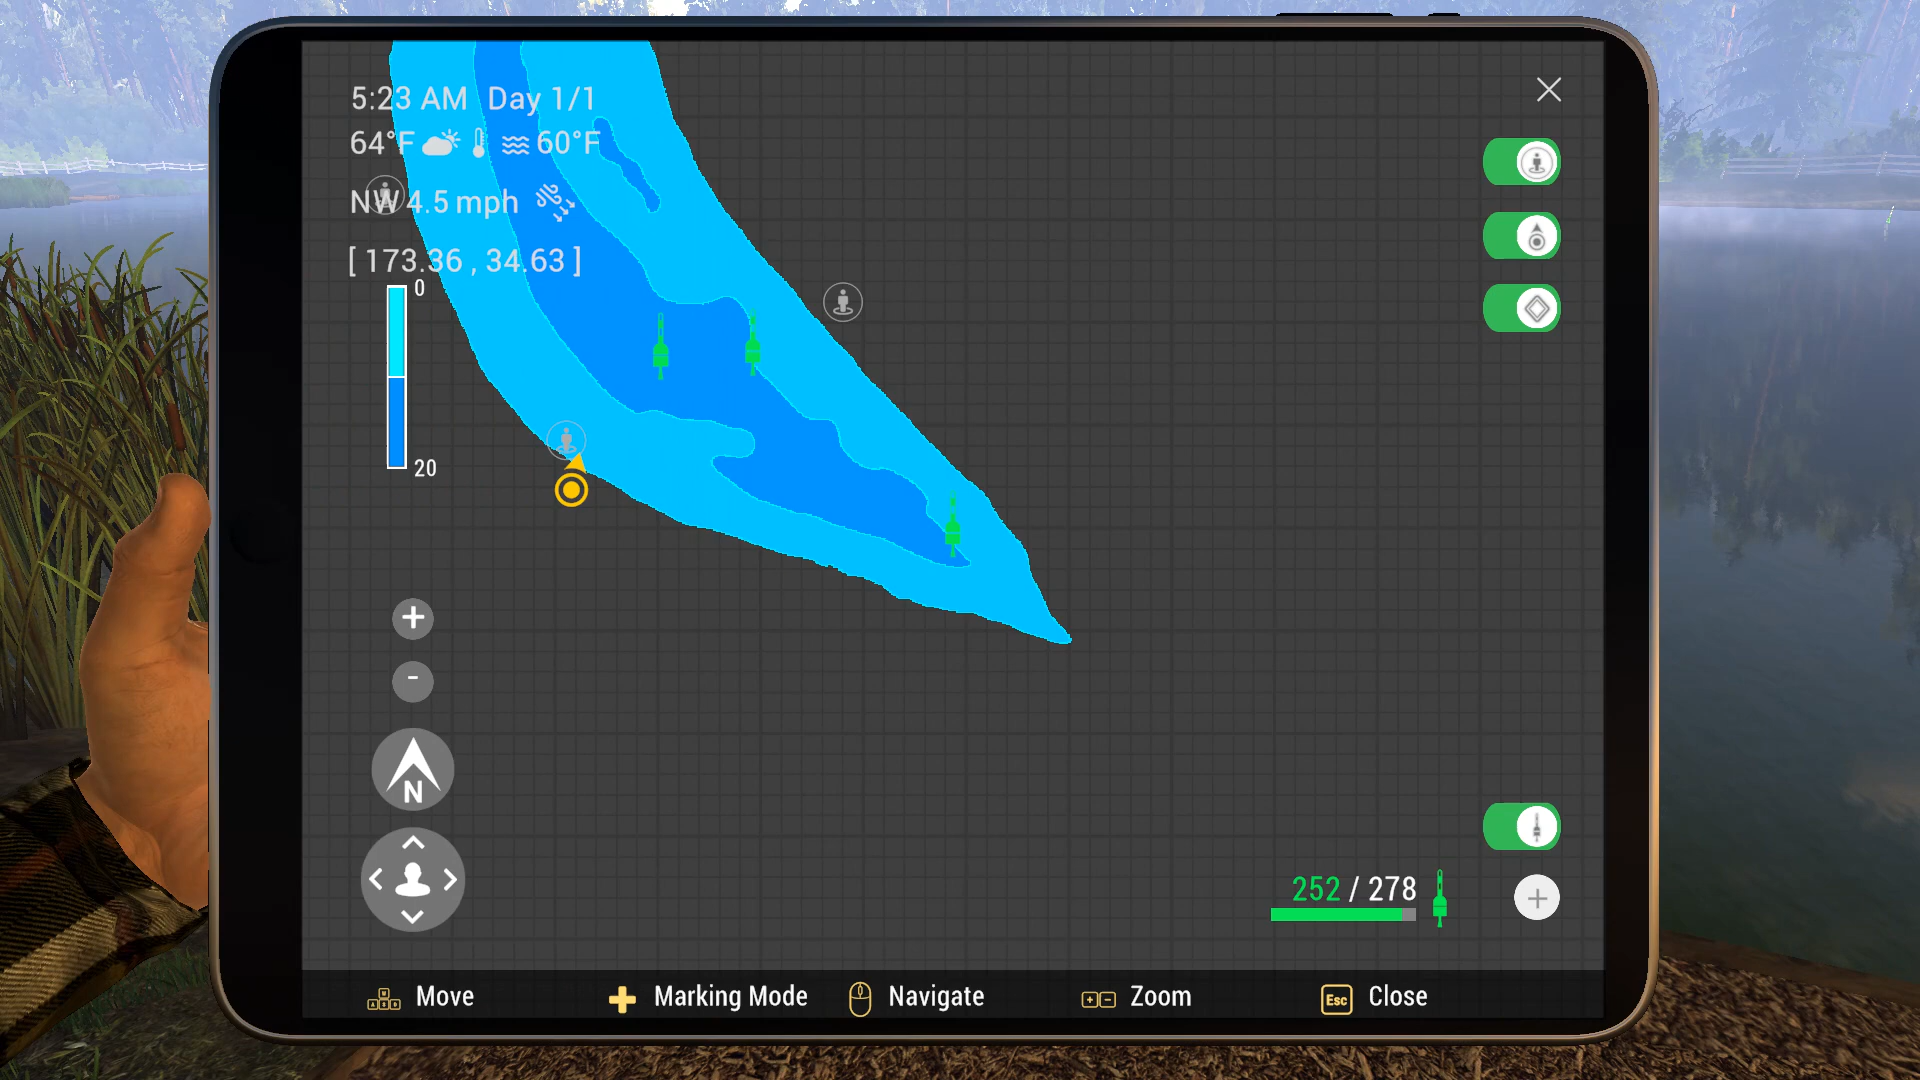 5:23 AM Day 1/1
64°F 60°F
NW 4.5 mph
[ 173.36 , 34.63 ]
0
20
+
-
N
252 / 278
+
Move
Marking Mode
Navigate
Zoom
Esc Close